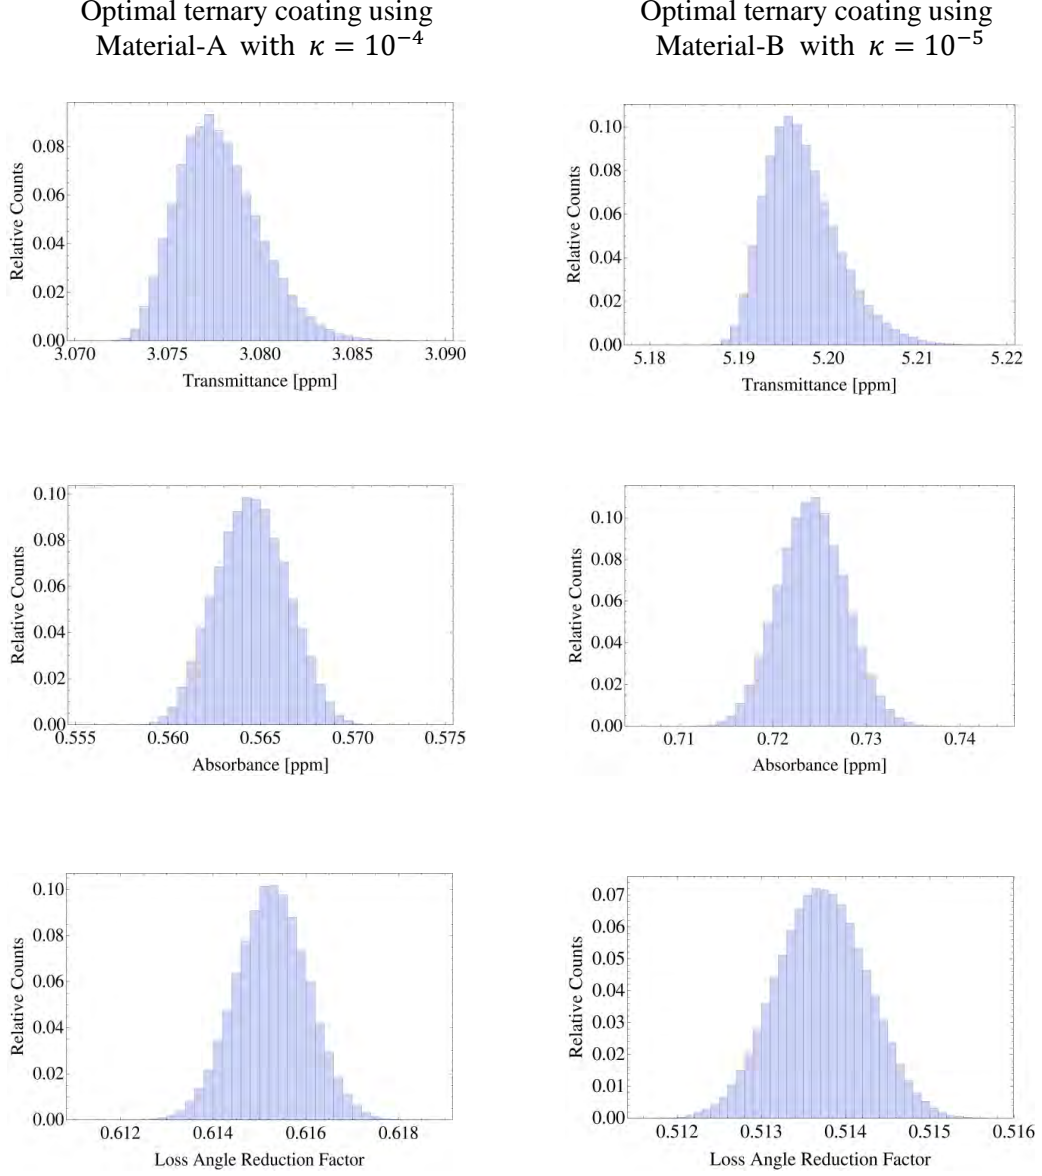 Optimal ternary coating using
Material-A with κ = 10⁻⁴
Optimal ternary coating using
Material-B with κ = 10⁻⁵
Relative Counts
0.08
0.06
0.04
0.02
0.00
3.070 3.075 3.080 3.085 3.090
Transmittance [ppm]
Relative Counts
0.10
0.08
0.06
0.04
0.02
0.00
5.18 5.19 5.20 5.21 5.22
Transmittance [ppm]
Relative Counts
0.10
0.08
0.06
0.04
0.02
0.00
0.555 0.560 0.565 0.570 0.575
Absorbance [ppm]
Relative Counts
0.10
0.08
0.06
0.04
0.02
0.00
0.71 0.72 0.73 0.74
Absorbance [ppm]
Relative Counts
0.10
0.08
0.06
0.04
0.02
0.00
0.612 0.614 0.616 0.618
Loss Angle Reduction Factor
Relative Counts
0.07
0.06
0.05
0.04
0.03
0.02
0.01
0.00
0.512 0.513 0.514 0.515 0.516
Loss Angle Reduction Factor